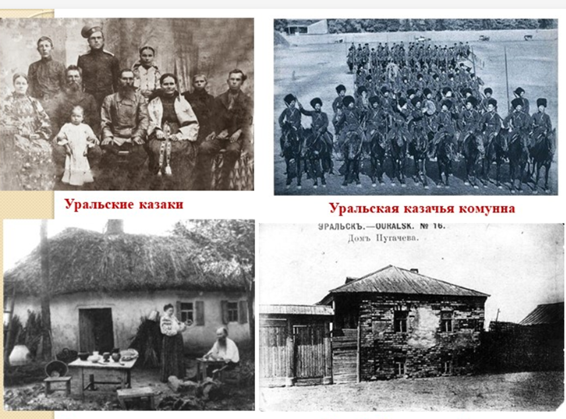 Уральские казаки
Уральская казачья комунна
УРАЛЬСКЪ.—OURALSK. № 16.
Домъ Пугачева.